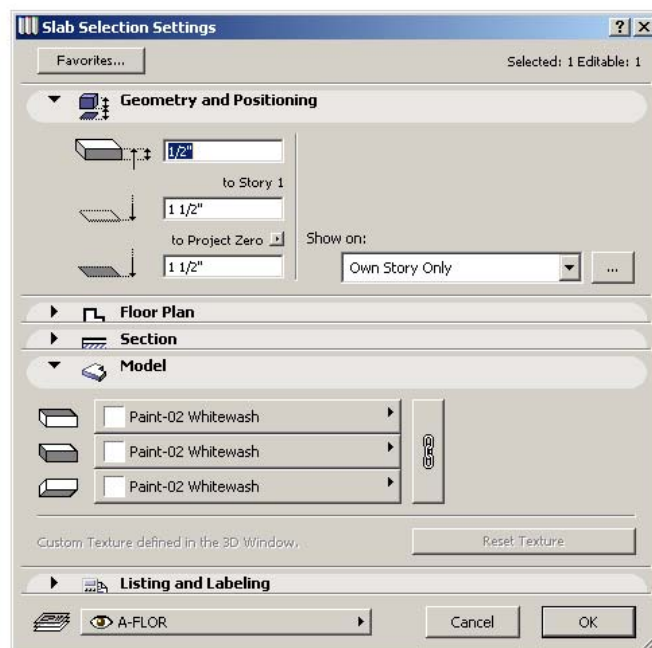 Slab Selection Settings
Favorites...
Selected: 1 Editable: 1
Geometry and Positioning
1/2"
to Story 1
1 1/2"
to Project Zero
Show on:
1 1/2"
Own Story Only
...
Floor Plan
Section
Model
Paint-02 Whitewash
Paint-02 Whitewash
Paint-02 Whitewash
Custom Texture defined in the 3D Window.
Reset Texture
Listing and Labeling
A-FLOR
Cancel
OK